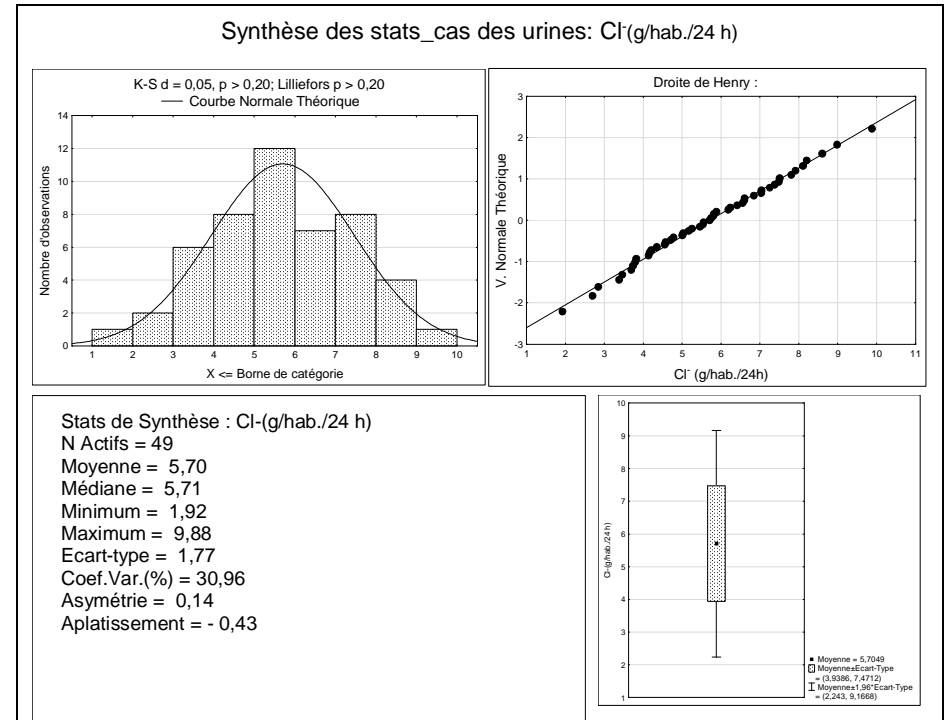 Synthèse des stats_cas des urines: Cl⁻(g/hab./24 h)
K-S d = 0,05, p > 0,20; Lilliefors p > 0,20
Courbe Normale Théorique
Nombre d'observations
14
12
10
8
6
4
2
0
1 2 3 4 5 6 7 8 9 10
X <= Borne de catégorie
Droite de Henry :
V. Normale Théorique
3
2
1
0
-1
-2
-3
1 2 3 4 5 6 7 8 9 10 11
Cl⁻ (g/hab./24h)
Stats de Synthèse : Cl-(g/hab./24 h)
N Actifs = 49
Moyenne = 5,70
Médiane = 5,71
Minimum = 1,92
Maximum = 9,88
Ecart-type = 1,77
Coef.Var.(%) = 30,96
Asymétrie = 0,14
Aplatissement = - 0,43
Cl-(g/hab./24 h)
10
9
8
7
6
5
4
3
2
1
Moyenne = 5,7049
Moyenne±Ecart-Type
= (3,9386, 7,4712)
Moyenne±1,96*Ecart-Type
= (2,243, 9,1668)